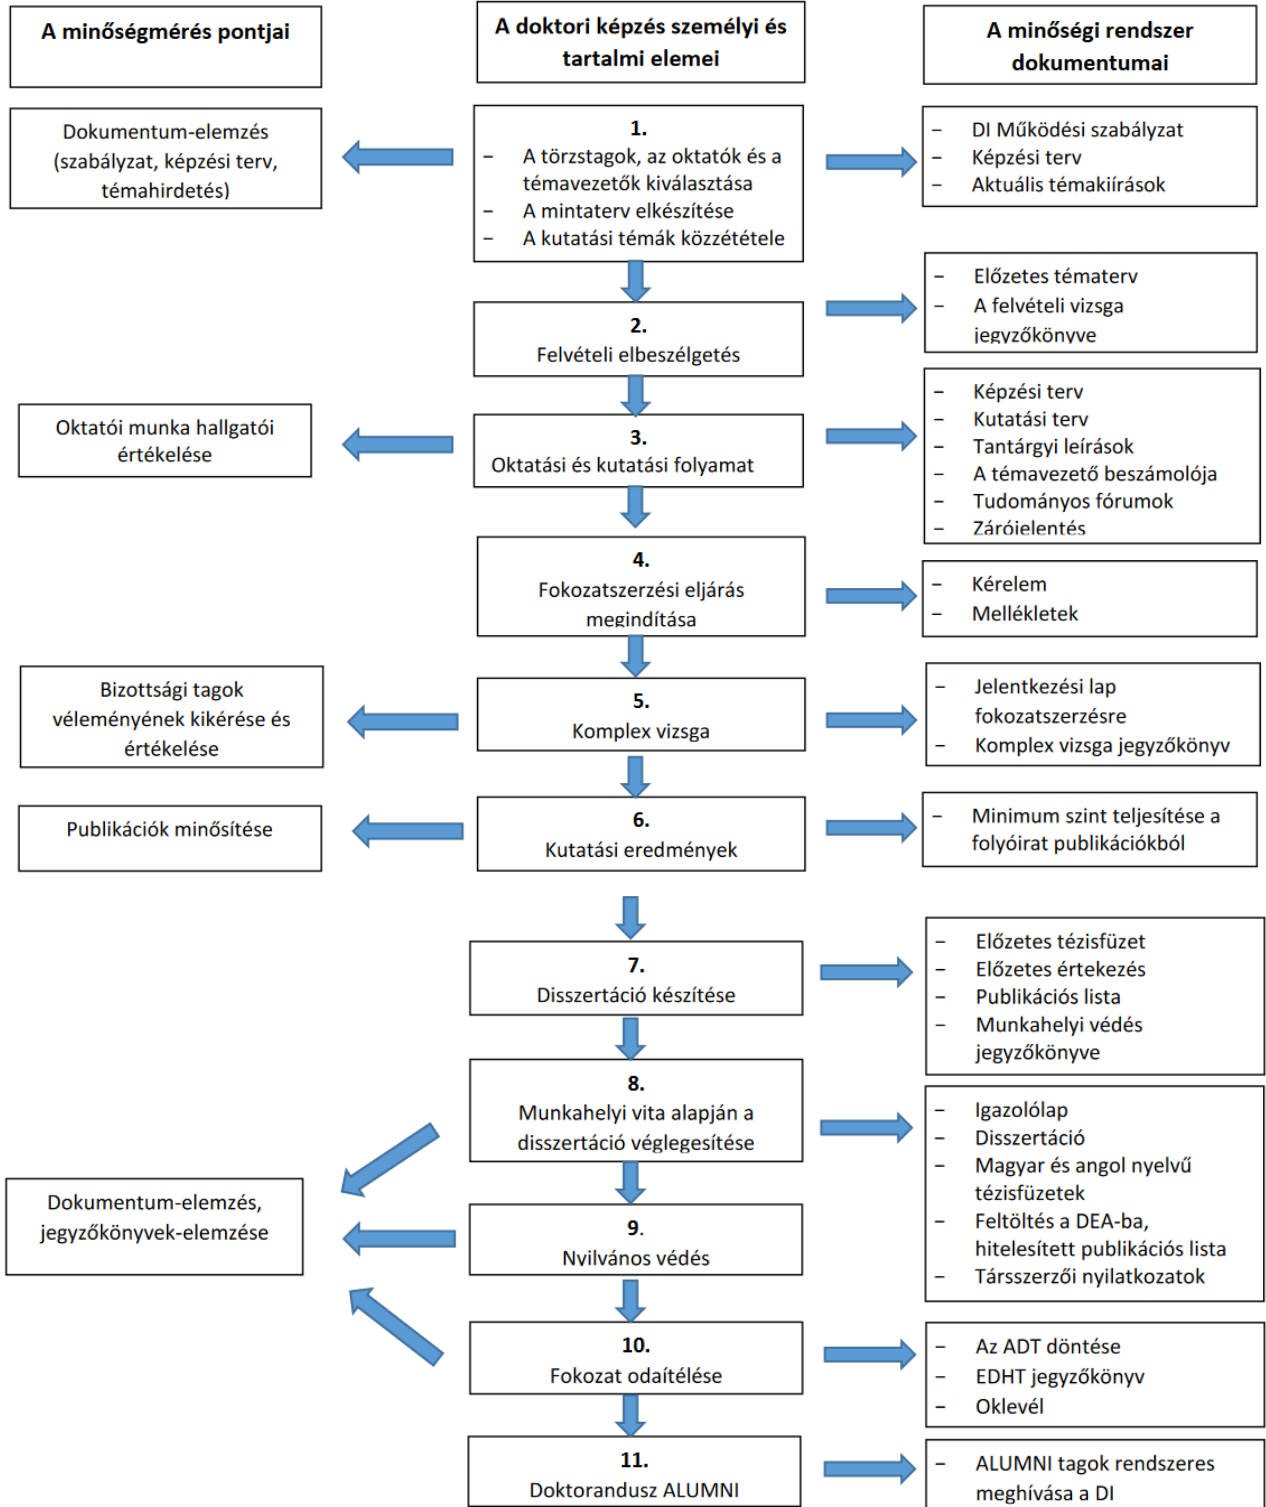 A minőségmérés pontjai
A doktori képzés személyi és
tartalmi elemei
A minőségi rendszer
dokumentumai
Dokumentum-elemzés
(szabályzat, képzési terv,
témahirdetés)
1.
– A törzstagok, az oktatók és a
témavezetők kiválasztása
– A mintaterv elkészítése
– A kutatási témák közzététele
– DI Működési szabályzat
– Képzési terv
– Aktuális témakiírások
2.
Felvételi elbeszélgetés
– Előzetes tématerv
– A felvételi vizsga
jegyzőkönyve
Oktatói munka hallgatói
értékelése
3.
Oktatási és kutatási folyamat
– Képzési terv
– Kutatási terv
– Tantárgyi leírások
– A témavezető beszámolója
– Tudományos fórumok
– Zárójelentés
4.
Fokozatszerzési eljárás
megindítása
– Kérelem
– Mellékletek
Bizottsági tagok
véleményének kikérése és
értékelése
5.
Komplex vizsga
– Jelentkezési lap
fokozatszerzésre
– Komplex vizsga jegyzőkönyv
Publikációk minősítése
6.
Kutatási eredmények
– Minimum szint teljesítése a
folyóirat publikációkból
7.
Disszertáció készítése
– Előzetes tézisfüzet
– Előzetes értekezés
– Publikációs lista
– Munkahelyi védés
jegyzőkönyve
8.
Munkahelyi vita alapján a
disszertáció véglegesítése
– Igazolólap
– Disszertáció
– Magyar és angol nyelvű
tézisfüzetek
– Feltöltés a DEA-ba,
hitelesített publikációs lista
– Társszerzői nyilatkozatok
Dokumentum-elemzés,
jegyzőkönyvek-elemzése
9.
Nyilvános védés
10.
Fokozat odaítélése
– Az ADT döntése
– EDHT jegyzőkönyv
– Oklevél
11.
Doktorandusz ALUMNI
– ALUMNI tagok rendszeres
meghívása a DI